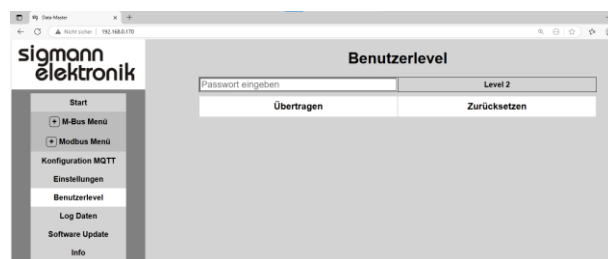 Data Master
Nicht sicher | 192.168.0.170
sigmann
elektronik
Benutzerlevel
Passwort eingeben
Level 2
Übertragen
Zurücksetzen
Start
+ M-Bus Menü
+ Modbus Menü
Konfiguration MQTT
Einstellungen
Benutzerlevel
Log Daten
Software Update
Info